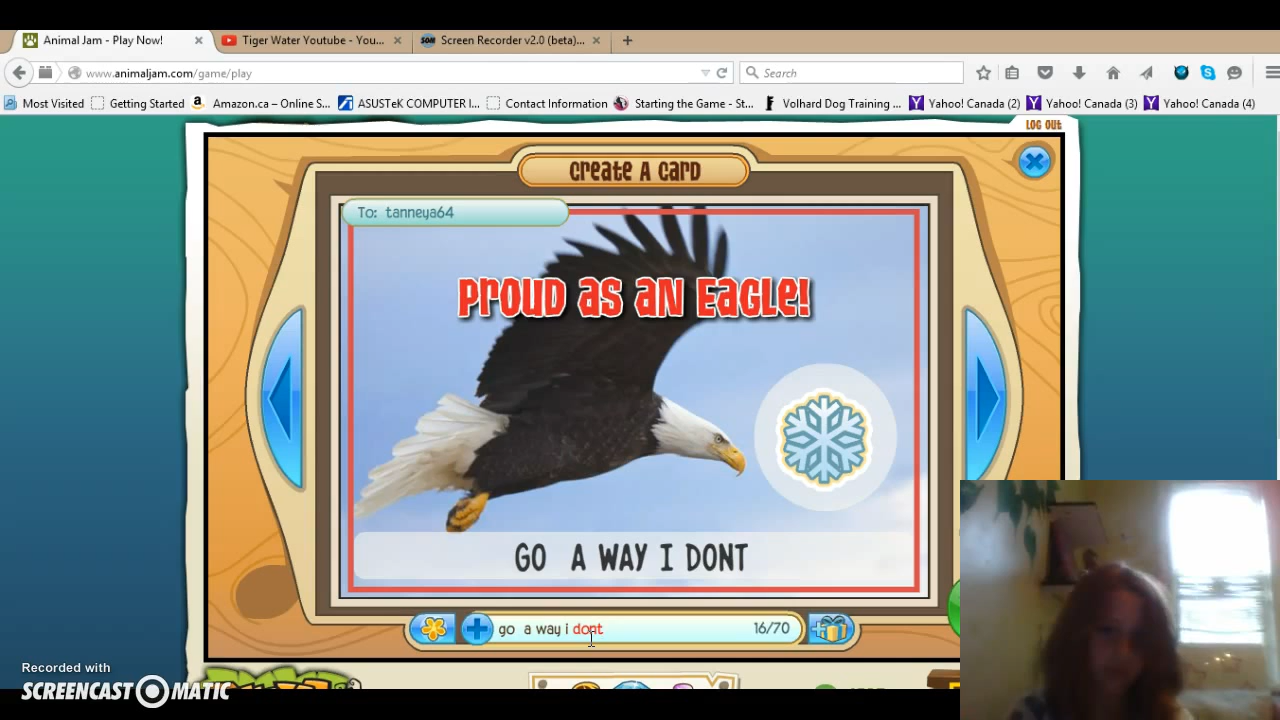 Animal Jam - Play Now!
Tiger Water Youtube - You...
Screen Recorder v2.0 (beta)...
www.animaljam.com/game/play
Search
Most Visited
Getting Started
Amazon.ca – Online S...
ASUSTeK COMPUTER I...
Contact Information
Starting the Game - St...
Volhard Dog Training ...
Yahoo! Canada (2)
Yahoo! Canada (3)
Yahoo! Canada (4)
LOG OUT
Create A Card
To: tanneya64
PROUD AS AN EAGLE!
GO A WAY I DONT
go a way i dont
16/70
Recorded with
SCREENCAST MATIC